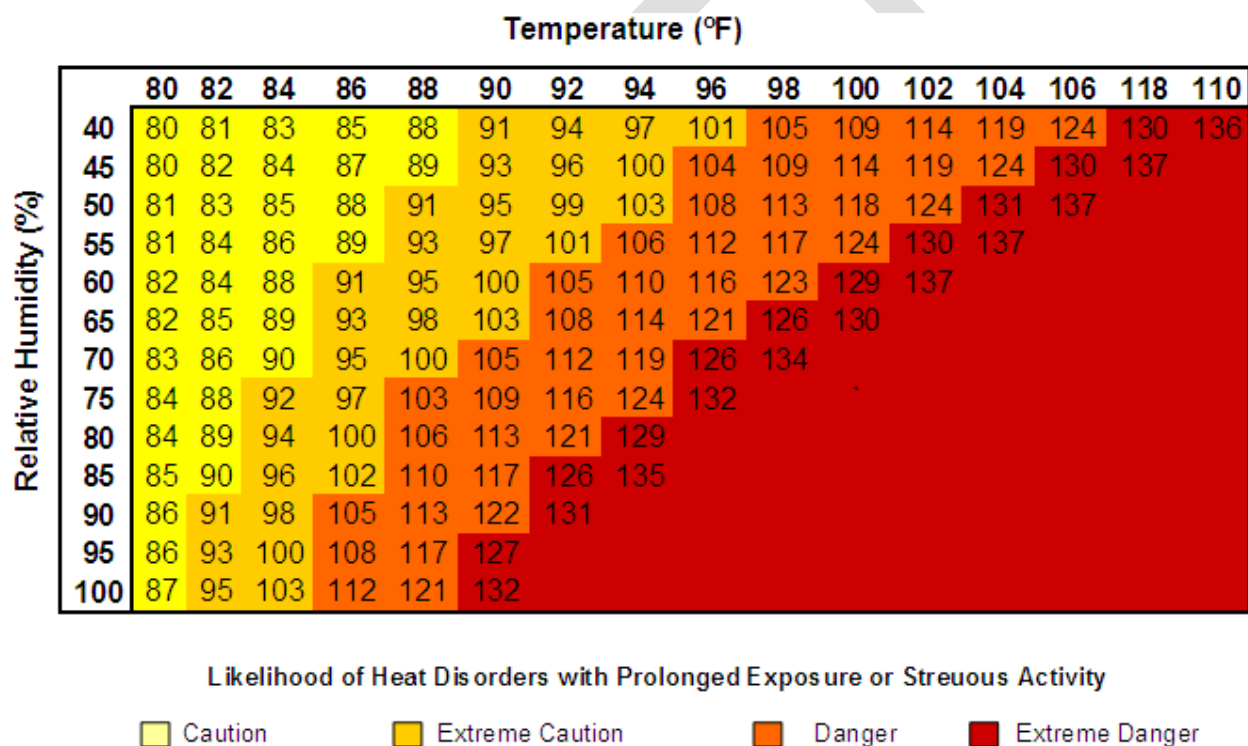 Temperature (ºF)
80 82 84 86 88 90 92 94 96 98 100 102 104 106 118 110
Relative Humidity (%)
40 80 81 83 85 88 91 94 97 101 105 109 114 119 124 130 136
45 80 82 84 87 89 93 96 100 104 109 114 119 124 130 137
50 81 83 85 88 91 95 99 103 108 113 118 124 131 137
55 81 84 86 89 93 97 101 106 112 117 124 130 137
60 82 84 88 91 95 100 105 110 116 123 129 137
65 82 85 89 93 98 103 108 114 121 126 130
70 83 86 90 95 100 105 112 119 126 134
75 84 88 92 97 103 109 116 124 132
80 84 89 94 100 106 113 121 129
85 85 90 96 102 110 117 126 135
90 86 91 98 105 113 122 131
95 86 93 100 108 117 127
100 87 95 103 112 121 132
Likelihood of Heat Disorders with Prolonged Exposure or Streuous Activity
Caution Extreme Caution Danger Extreme Danger